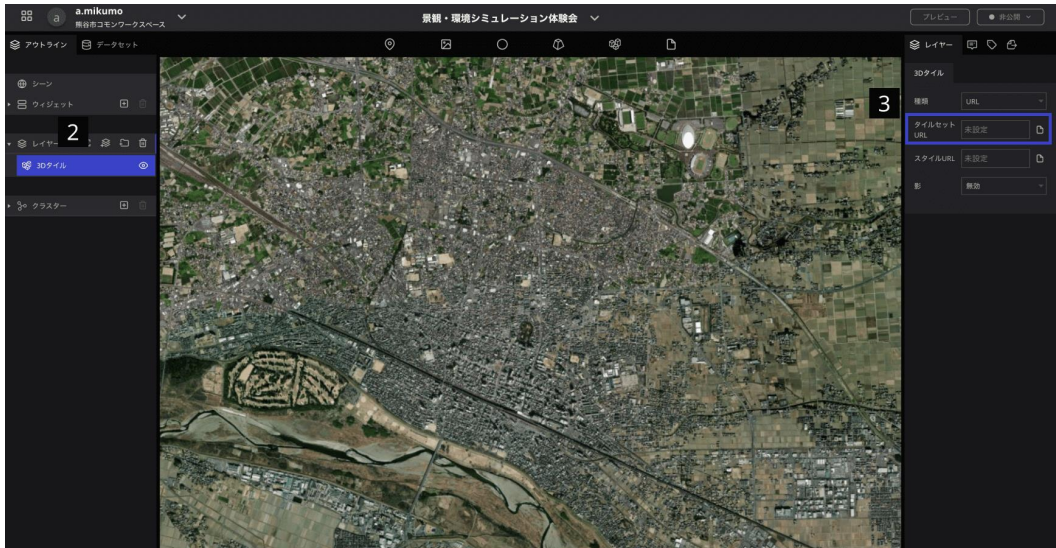 a
a.mikumo
熊谷市コモンワークスペース
景観・環境シミュレーション体験会
プレビュー
非公開
アウトライン
データセット
レイヤー
シーン
ウィジェット
2
レイヤー
3Dタイル
クラスター
3Dタイル
3
種類
URL
タイルセット
URL
未設定
スタイルURL
未設定
影
無効